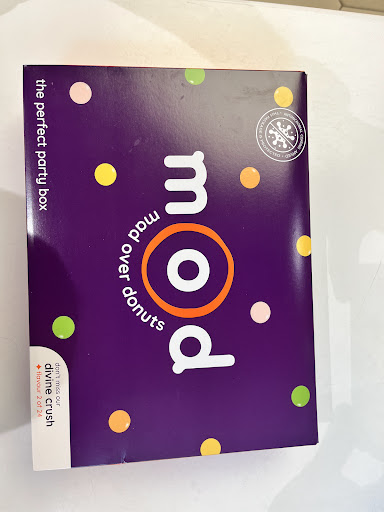 the perfect party box
mod
mad over donuts
don't miss our
divine crush
flavour 2 of 24